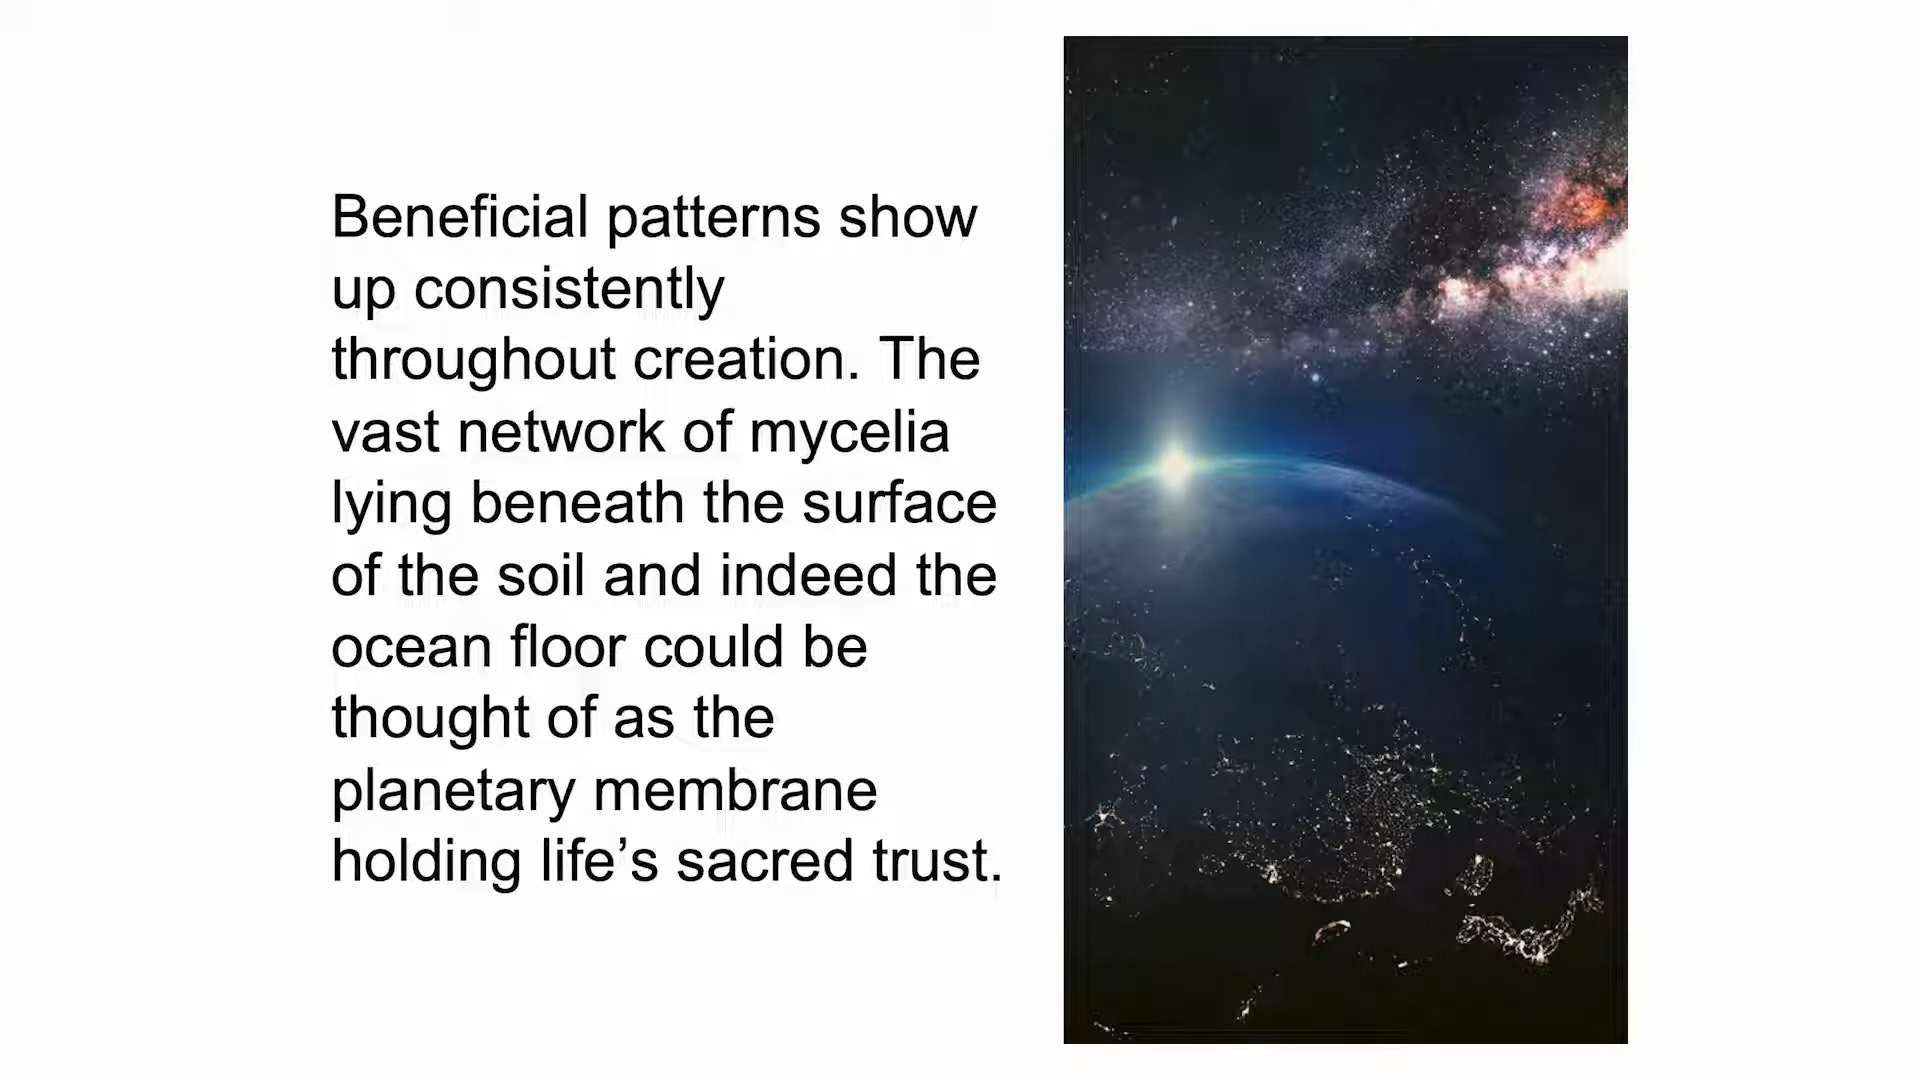 Beneficial patterns show
up consistently
throughout creation. The
vast network of mycelia
lying beneath the surface
of the soil and indeed the
ocean floor could be
thought of as the
planetary membrane
holding life’s sacred trust.